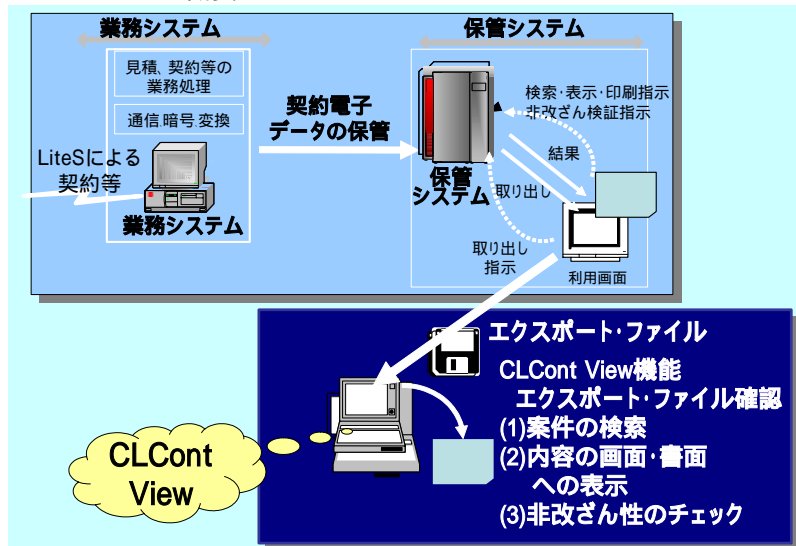 業務システム
保管システム
見積、契約等の
業務処理
通信 暗号 変換
LiteSによる
契約等
業務システム
契約電子
データの保管
保管
システム
検索・表示・印刷指示
非改ざん検証指示
結果
取り出し
取り出し
指示
利用画面
エクスポート・ファイル
CLCont View機能
エクスポート・ファイル確認
(1)案件の検索
(2)内容の画面・書面
への表示
(3)非改ざん性のチェック
CLCont
View